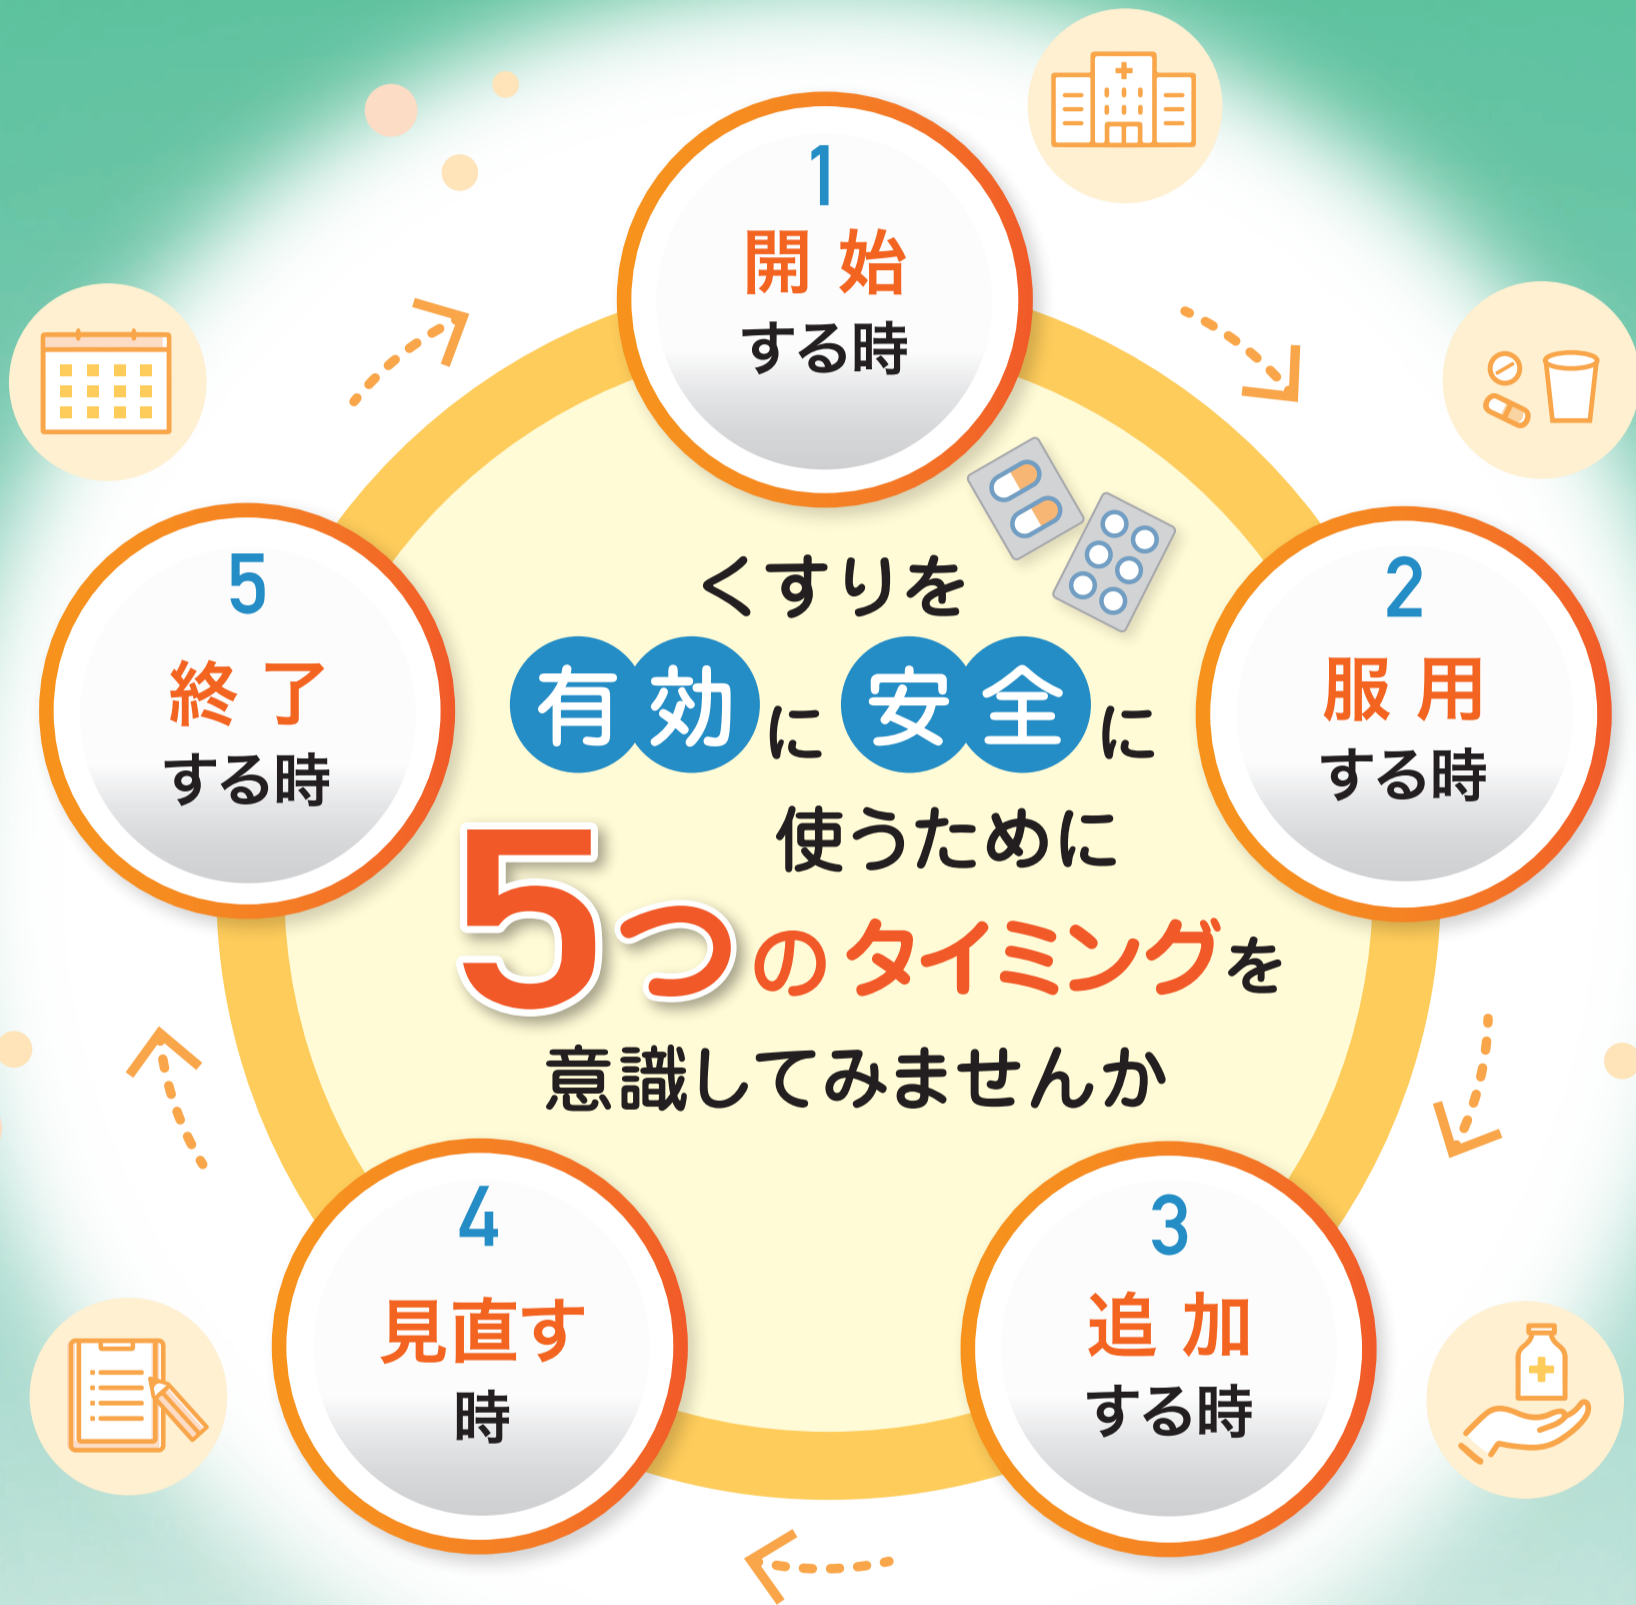 1
開始
する時
くすりを
有効に安全に
使うために
5つのタイミングを
意識してみませんか
2
服用
する時
3
追加
する時
4
見直す
時
5
終了
する時